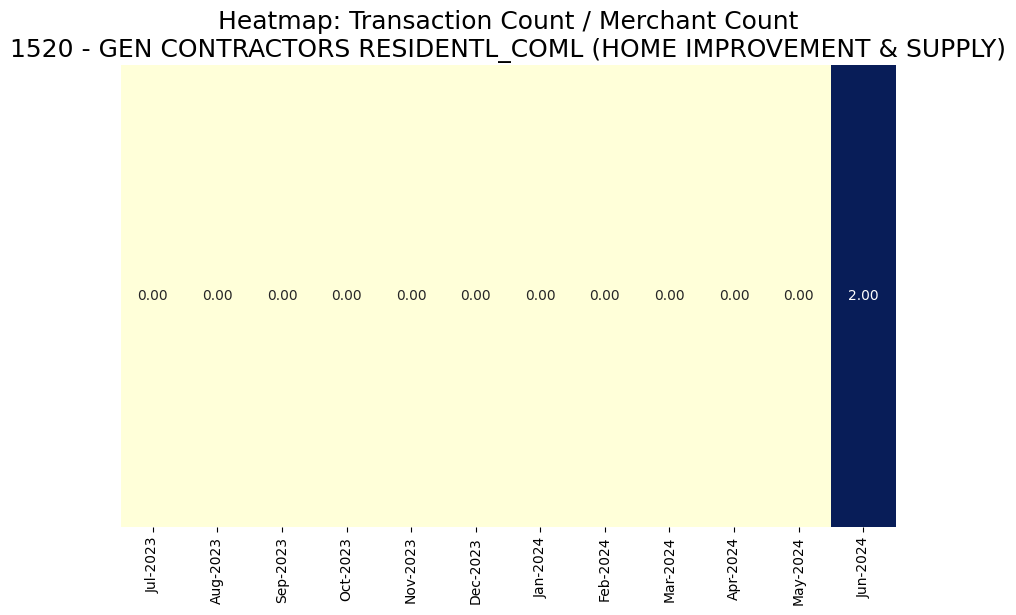 Heatmap: Transaction Count / Merchant Count
1520 - GEN CONTRACTORS RESIDENTL_COML (HOME IMPROVEMENT & SUPPLY)
0.00 0.00 0.00 0.00 0.00 0.00 0.00 0.00 0.00 0.00 0.00 2.00
Jul-2023 Aug-2023 Sep-2023 Oct-2023 Nov-2023 Dec-2023 Jan-2024 Feb-2024 Mar-2024 Apr-2024 May-2024 Jun-2024